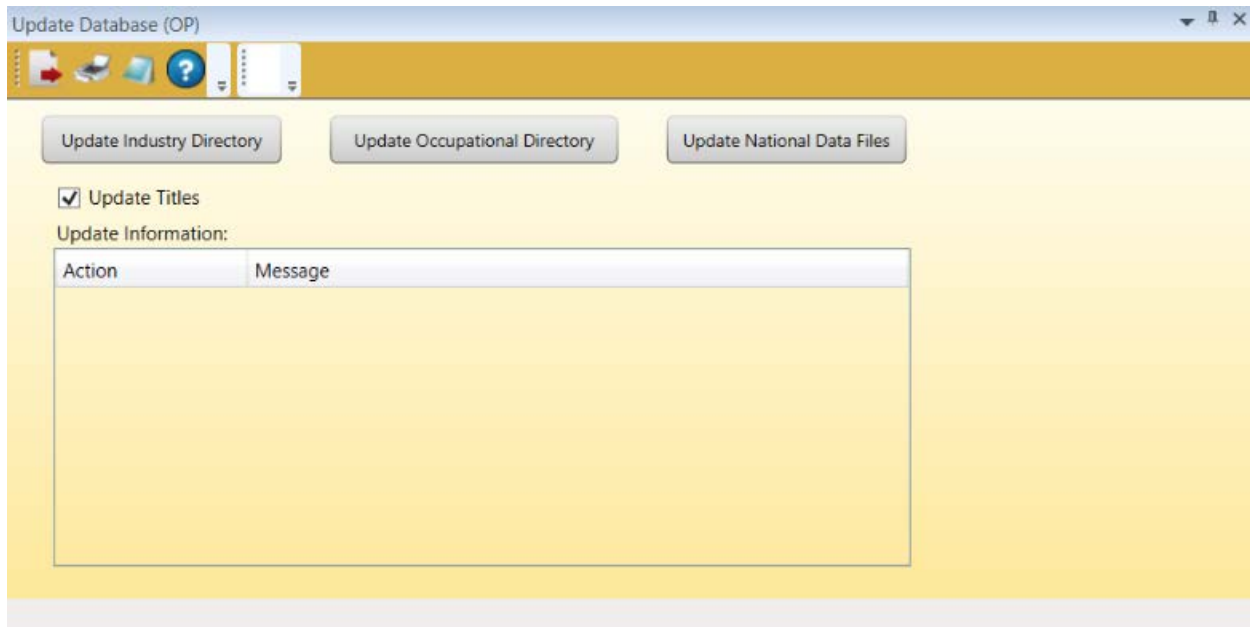 Update Database (OP)
?
Update Industry Directory Update Occupational Directory Update National Data Files
Update Titles
Update Information:
Action Message